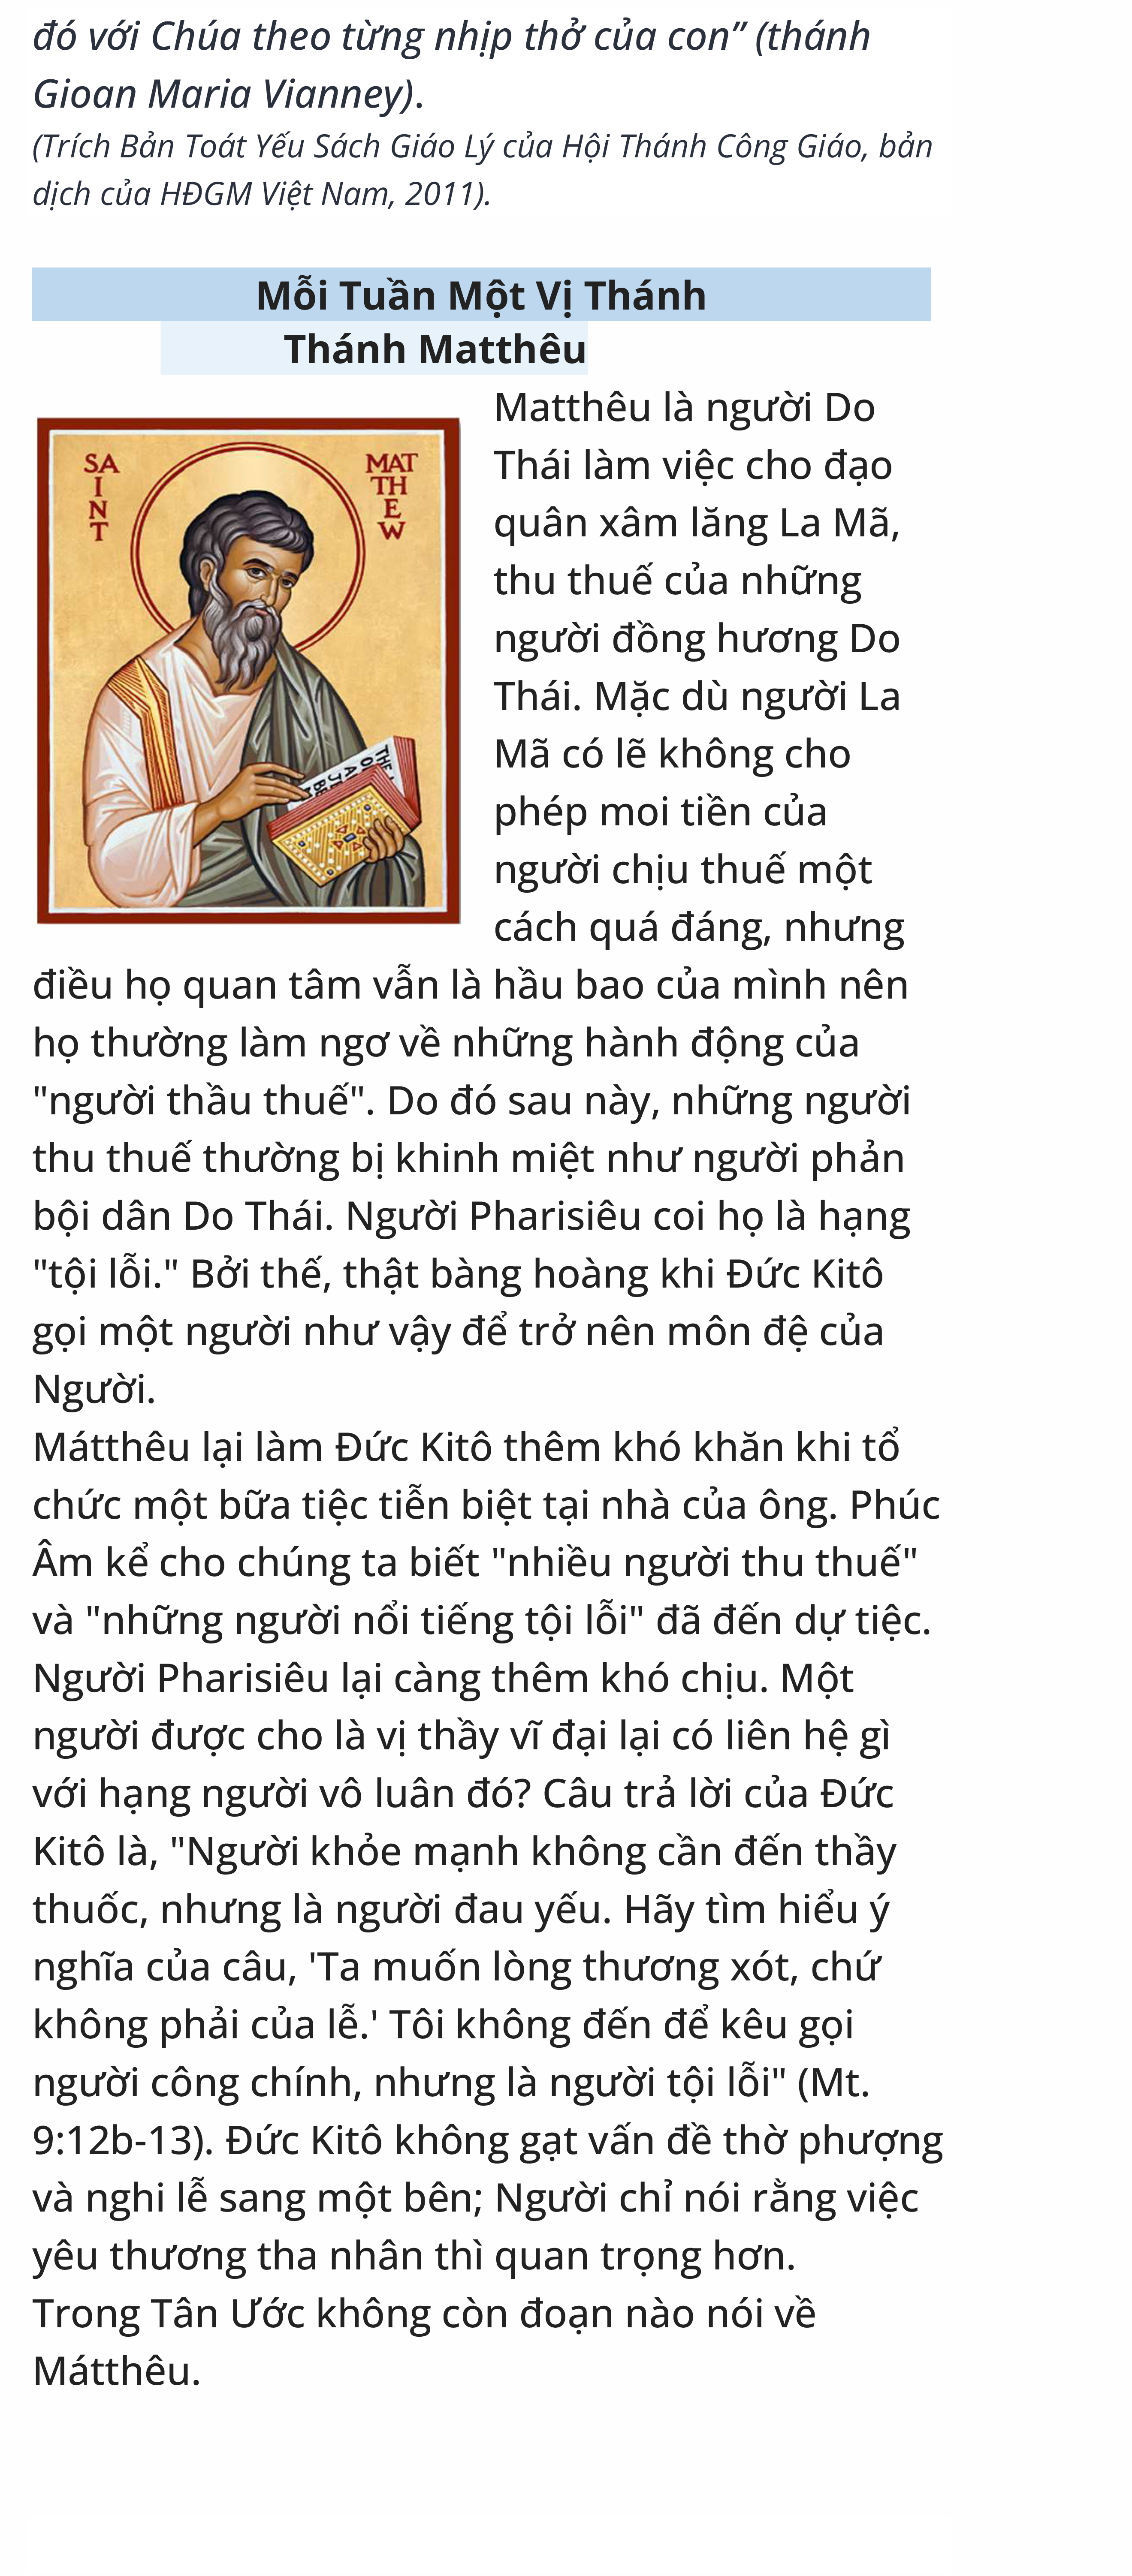 đó với Chúa theo từng nhịp thở của con” (thánh
Gioan Maria Vianney).
(Trích Bản Toát Yếu Sách Giáo Lý của Hội Thánh Công Giáo, bản
dịch của HĐGM Việt Nam, 2011).
Mỗi Tuần Một Vị Thánh
Thánh Matthêu
SA
I
N
T
MAT
TH
E
W
Matthêu là người Do
Thái làm việc cho đạo
quân xâm lăng La Mã,
thu thuế của những
người đồng hương Do
Thái. Mặc dù người La
Mã có lẽ không cho
phép moi tiền của
người chịu thuế một
cách quá đáng, nhưng
điều họ quan tâm vẫn là hầu bao của mình nên
họ thường làm ngơ về những hành động của
"người thầu thuế". Do đó sau này, những người
thu thuế thường bị khinh miệt như người phản
bội dân Do Thái. Người Pharisiêu coi họ là hạng
"tội lỗi." Bởi thế, thật bàng hoàng khi Đức Kitô
gọi một người như vậy để trở nên môn đệ của
Người.
Mátthêu lại làm Đức Kitô thêm khó khăn khi tổ
chức một bữa tiệc tiễn biệt tại nhà của ông. Phúc
Âm kể cho chúng ta biết "nhiều người thu thuế"
và "những người nổi tiếng tội lỗi" đã đến dự tiệc.
Người Pharisiêu lại càng thêm khó chịu. Một
người được cho là vị thầy vĩ đại lại có liên hệ gì
với hạng người vô luân đó? Câu trả lời của Đức
Kitô là, "Người khỏe mạnh không cần đến thầy
thuốc, nhưng là người đau yếu. Hãy tìm hiểu ý
nghĩa của câu, 'Ta muốn lòng thương xót, chứ
không phải của lễ.' Tôi không đến để kêu gọi
người công chính, nhưng là người tội lỗi" (Mt.
9:12b-13). Đức Kitô không gạt vấn đề thờ phượng
và nghi lễ sang một bên; Người chỉ nói rằng việc
yêu thương tha nhân thì quan trọng hơn.
Trong Tân Ước không còn đoạn nào nói về
Mátthêu.